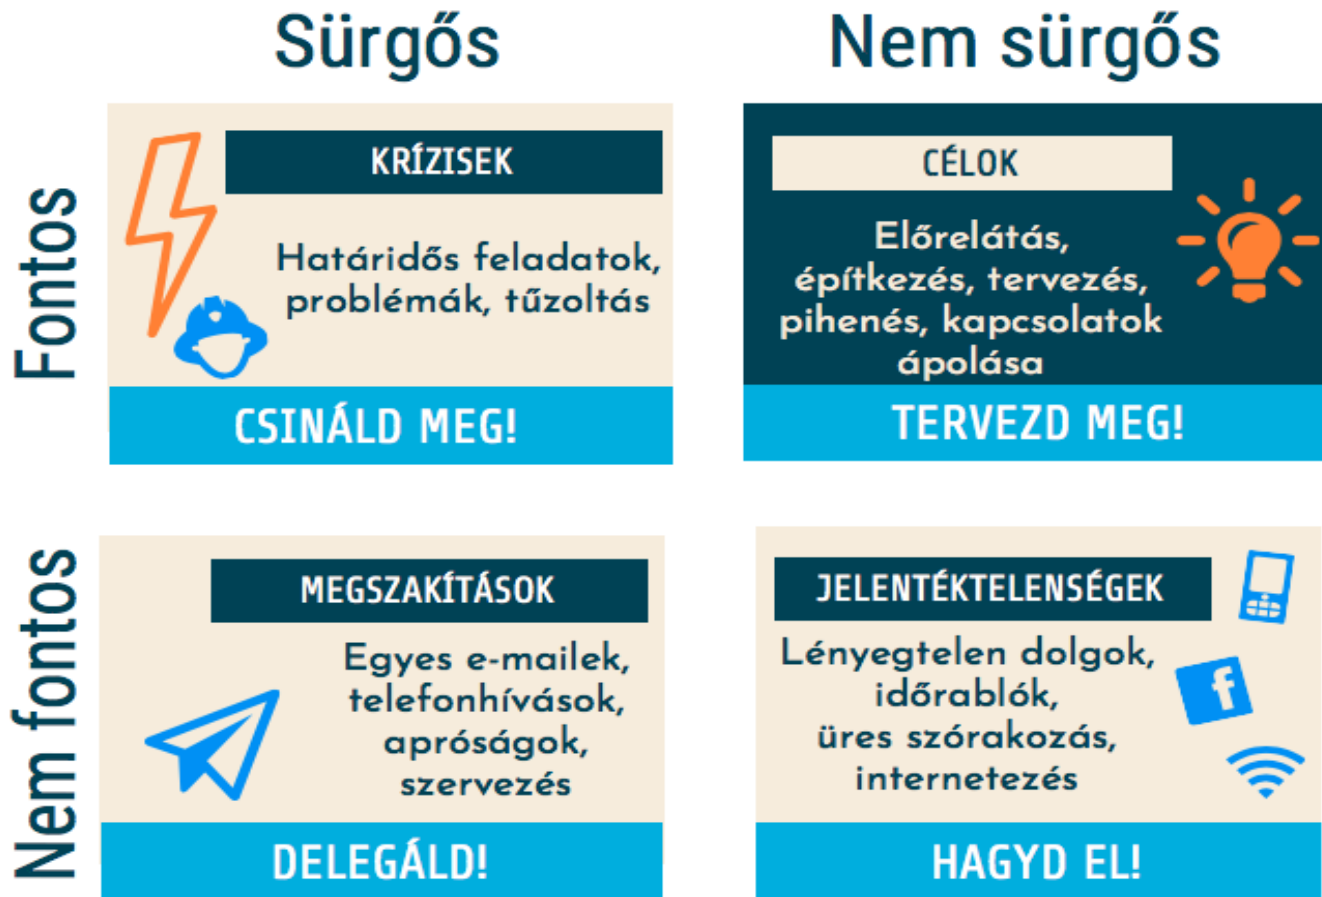 Sürgős
Nem sürgős
Fontos
KRÍZISEK
Határidős feladatok,
problémák, tűzoltás
CSINÁLD MEG!
CÉLOK
Előrelátás,
építkezés, tervezés,
pihenés, kapcsolatok
ápolása
TERVEZD MEG!
Nem fontos
MEGSZAKÍTÁSOK
Egyes e-mailek,
telefonhívások,
apróságok,
szervezés
DELEGÁLD!
JELENTÉKTELENSÉGEK
Lényegtelen dolgok,
időrablók,
üres szórakozás,
internetezés
HAGYD EL!